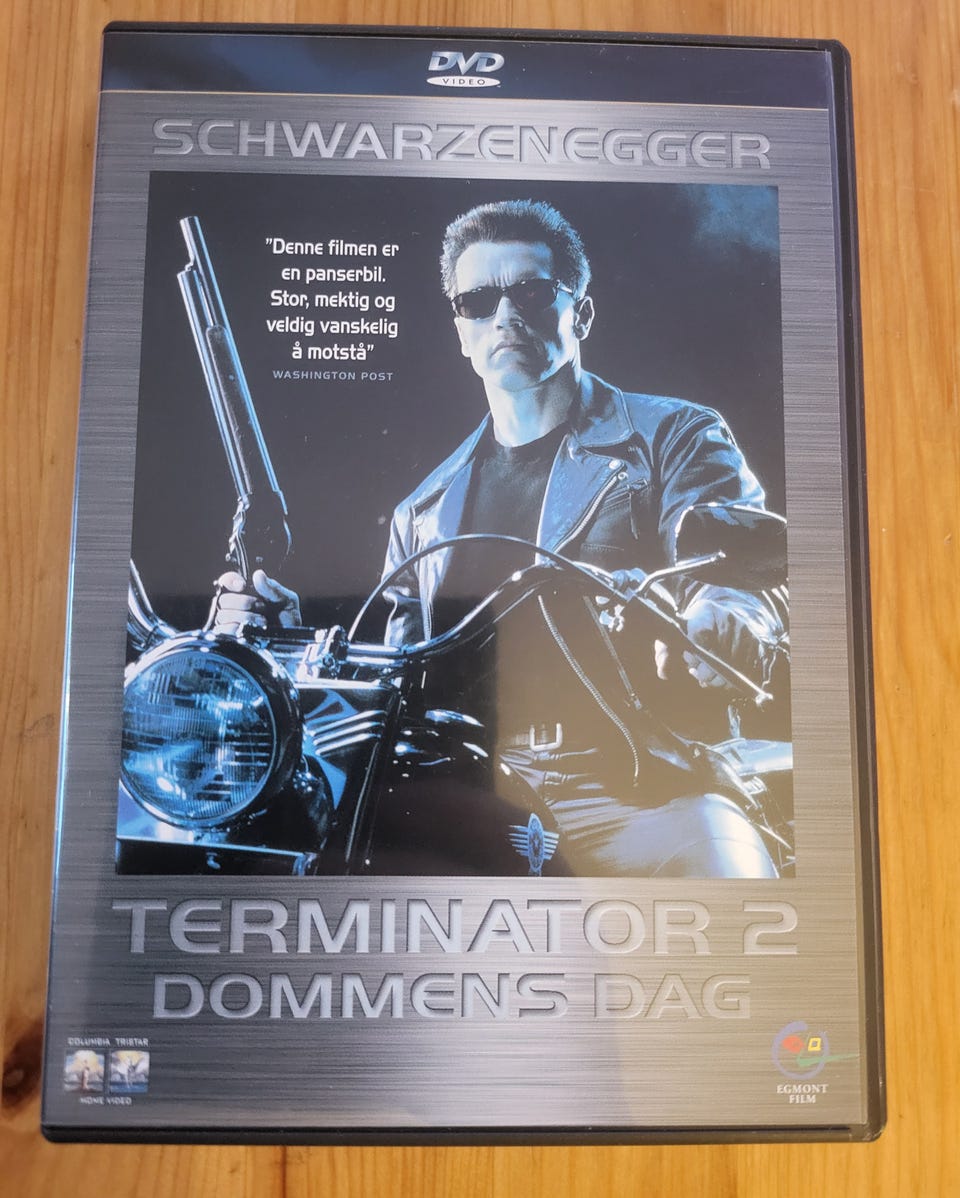 DVD
VIDEO
SCHWARZENEGGER
"Denne filmen er
en panserbil.
Stor, mektig og
veldig vanskelig
å motstå"
WASHINGTON POST
TERMINATOR 2
DOMMENS DAG
COLUMBIA TRISTAR
HOME VIDEO
EGMONT
FILM